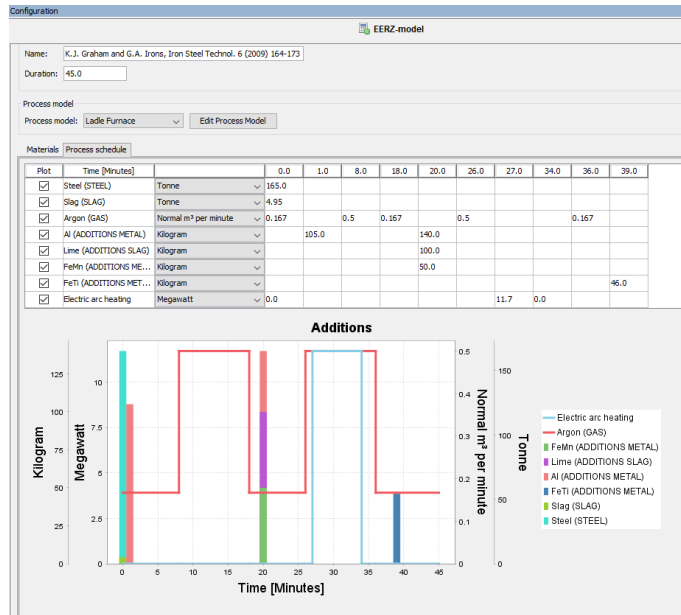 Configuration
EERZ-model
Name: K.J. Graham and G.A. Irons, Iron Steel Technol. 6 (2009) 164-173
Duration: 45.0
Process model
Process model: Ladle Furnace Edit Process Model
Materials Process schedule
Plot Time [Minutes] 0.0 1.0 8.0 18.0 20.0 26.0 27.0 34.0 36.0 39.0
Steel (STEEL) Tonne 165.0
Slag (SLAG) Tonne 4.95
Argon (GAS) Normal m³ per minute 0.167 0.5 0.167 0.5 0.167
Al (ADDITIONS METAL) Kilogram 105.0 140.0
Lime (ADDITIONS SLAG) Kilogram 100.0
FeMn (ADDITIONS ME... Kilogram 50.0
FeTi (ADDITIONS MET... Kilogram 46.0
Electric arc heating Megawatt 0.0 11.7 0.0
Additions
Kilogram
125
100
75
50
25
0
Megawatt
10
7.5
5
2.5
0
0.5
0.4
0.3
0.2
0.1
0
Normal m³ per minute
150
100
50
0
Tonne
0 5 10 15 20 25 30 35 40 45
Time [Minutes]
Electric arc heating
Argon (GAS)
FeMn (ADDITIONS METAL)
Lime (ADDITIONS SLAG)
Al (ADDITIONS METAL)
FeTi (ADDITIONS METAL)
Slag (SLAG)
Steel (STEEL)